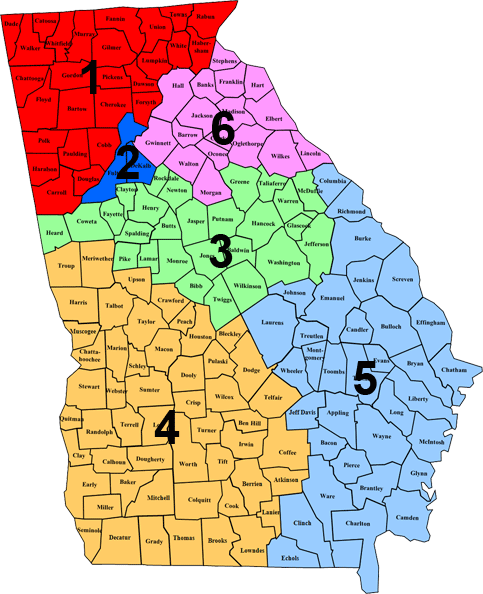 Dade
Catoosa
Fannin
Towns
Rabun
Murray
Union
Walker
Whitfield
Gilmer
White
Haber-
sham
Lumpkin
Stephens
Chattooga
Gordon
1
Pickens
Dawson
Hall
Banks
Franklin
Hart
Floyd
Bartow
Cherokee
Forsyth
Jackson
Madison
Elbert
6
Polk
Cobb
Gwinnett
Barrow
Oglethorpe
Paulding
2
DeKalb
Oconee
Wilkes
Lincoln
Haralson
Douglas
Walton
Rockdale
Carroll
Clayton
Newton
Morgan
Greene
Taliaferro
McDuffie
Columbia
Heard
Coweta
Fayette
Henry
Warren
Richmond
Spalding
Butts
Jasper
Putnam
Hancock
Glascock
Burke
Troup
Meriwether
Pike
Lamar
Monroe
Jones
3
Baldwin
Jefferson
Washington
Upson
Bibb
Wilkinson
Jenkins
Screven
Harris
Talbot
Crawford
Twiggs
Johnson
Emanuel
Taylor
Peach
Laurens
Candler
Bulloch
Effingham
Muscogee
Houston
Bleckley
Treutlen
Chatta-
hoochee
Marion
Macon
Pulaski
Mont-
gomery
Evans
Bryan
Chatham
Schley
Dooly
Dodge
Wheeler
Toombs
5
Stewart
Webster
Sumter
Wilcox
Telfair
Liberty
Crisp
Jeff Davis
Appling
Long
Quitman
Randolph
Terrell
4
Turner
Ben Hill
Wayne
McIntosh
Irwin
Bacon
Clay
Calhoun
Dougherty
Worth
Tift
Coffee
Pierce
Glynn
Early
Baker
Berrien
Atkinson
Brantley
Mitchell
Colquitt
Ware
Miller
Cook
Lanier
Camden
Seminole
Decatur
Grady
Thomas
Brooks
Lowndes
Clinch
Charlton
Echols